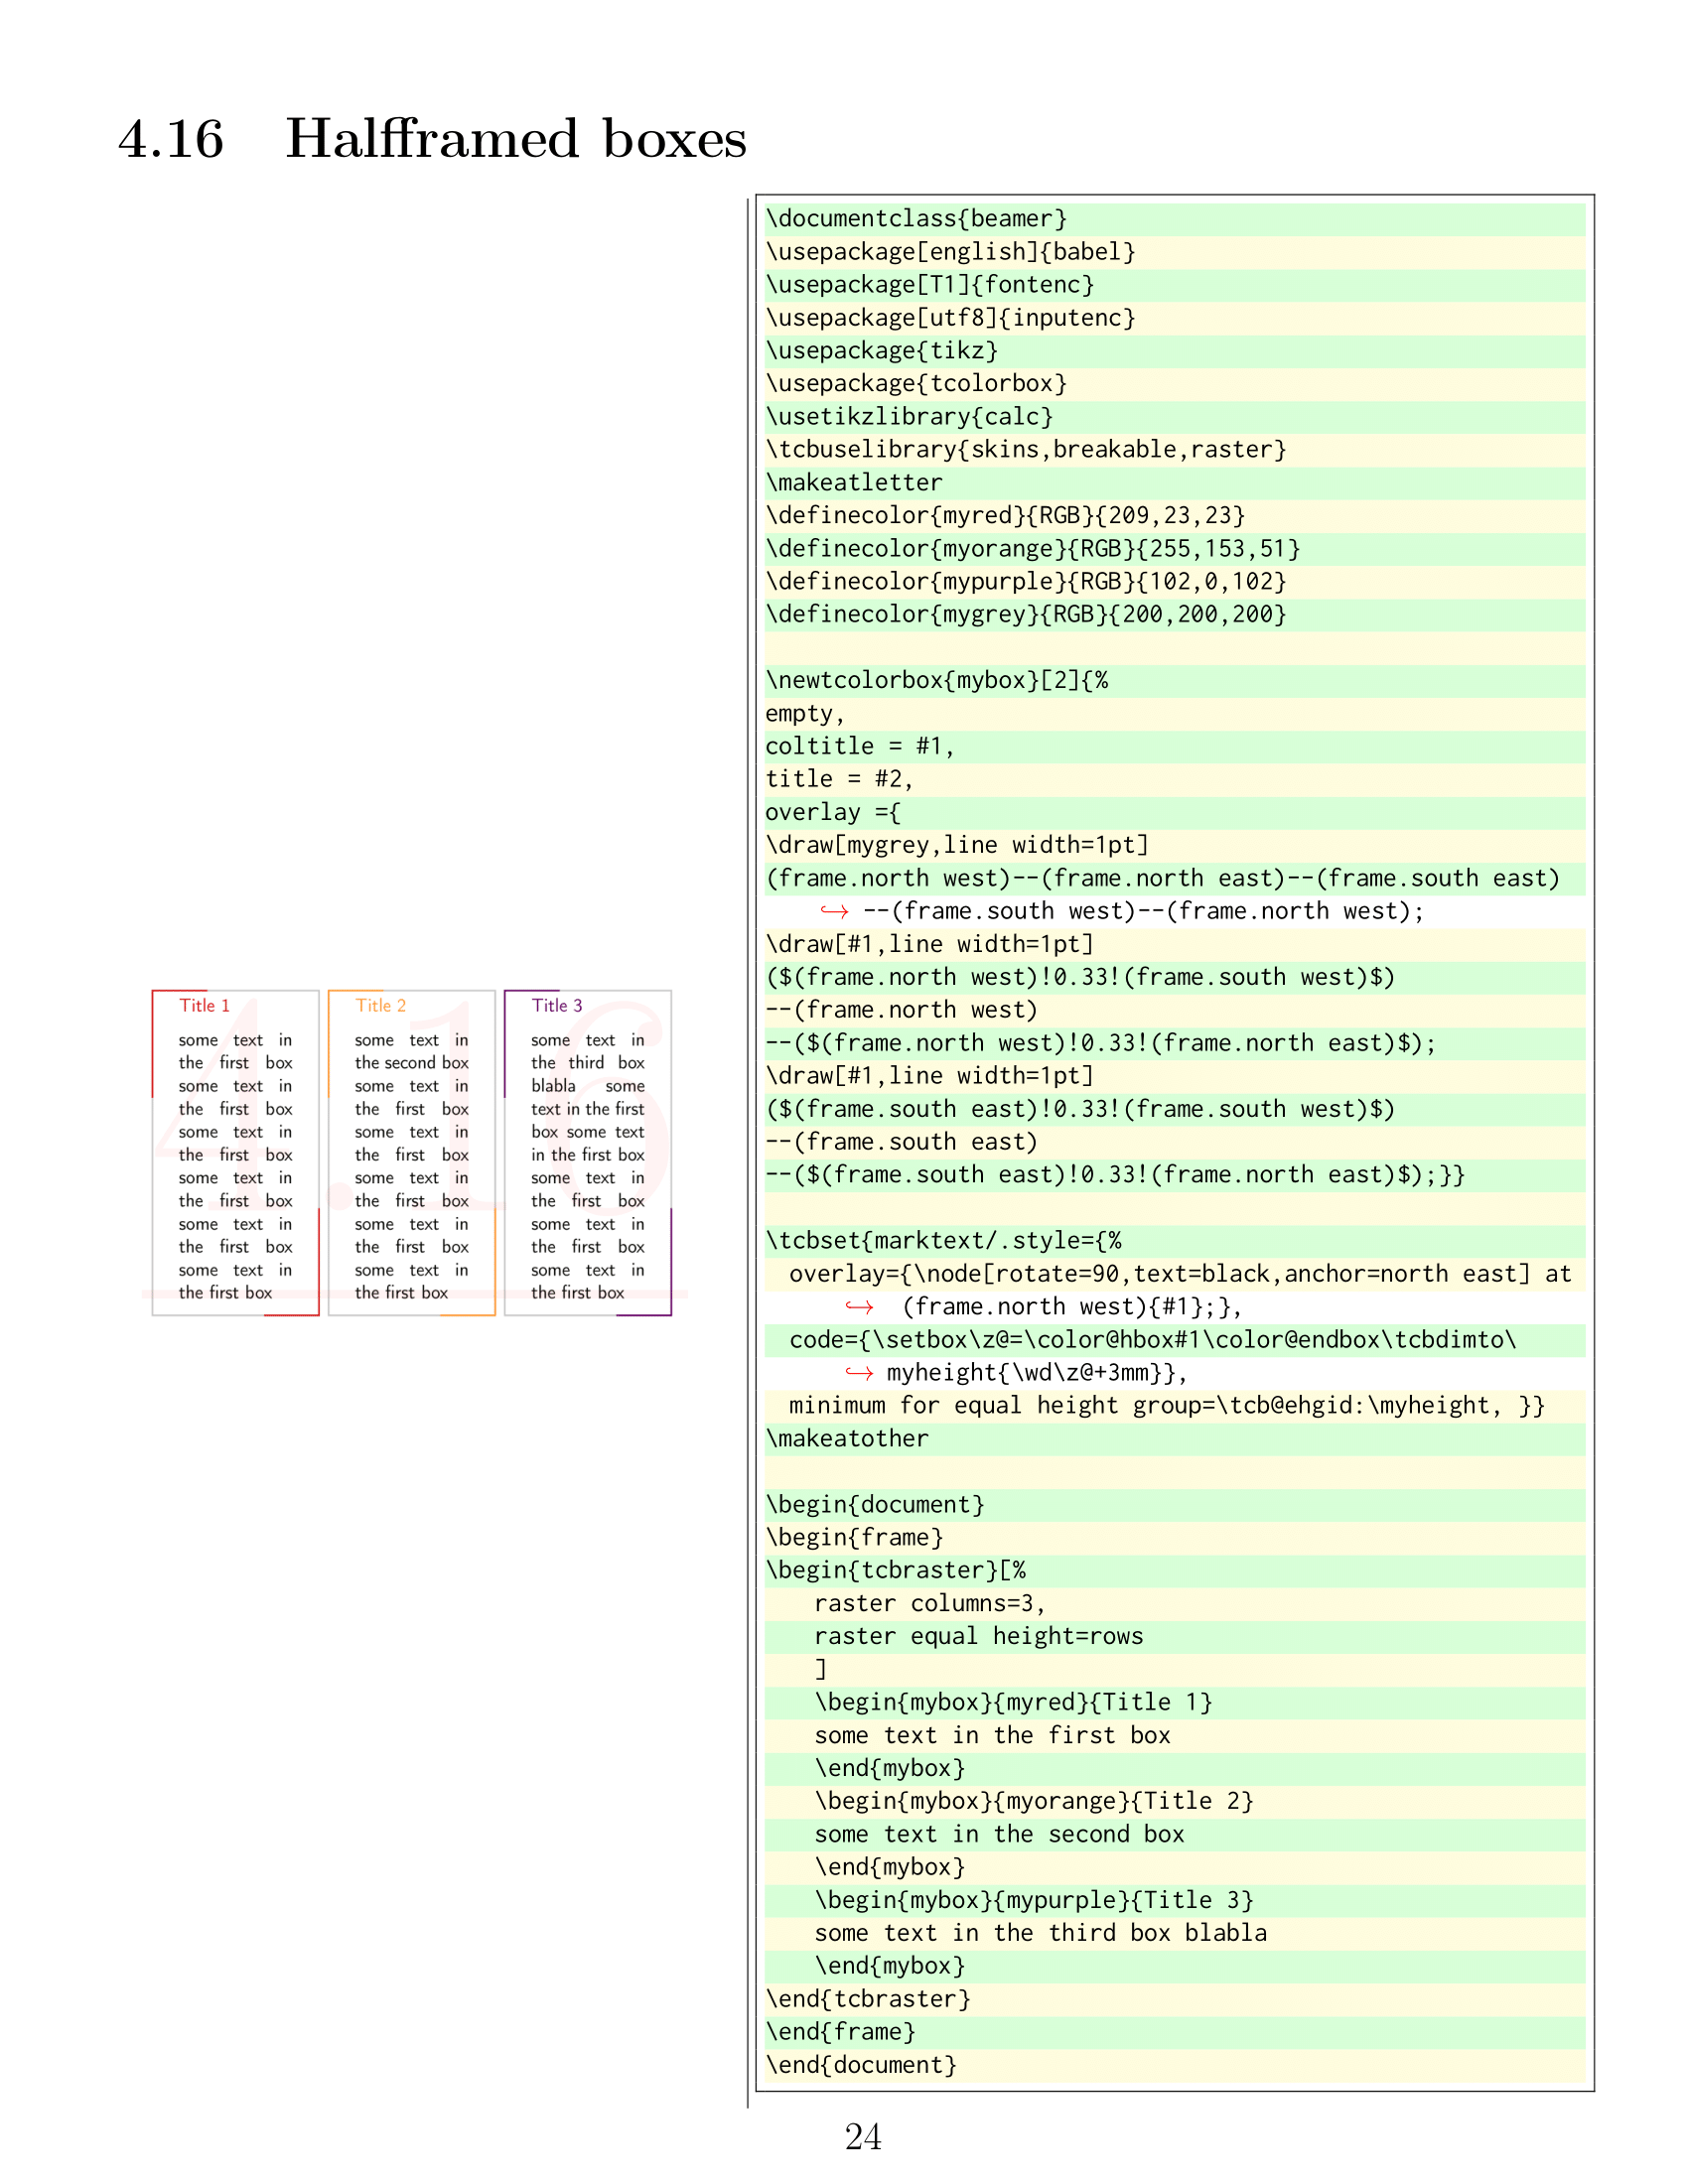 4.16 Halfframed boxes
4.16
Title 1
some text in
the first box
some text in
the first box
some text in
the first box
some text in
the first box
some text in
the first box
some text in
the first box
Title 2
some text in
the second box
some text in
the first box
some text in
the first box
some text in
the first box
some text in
the first box
some text in
the first box
Title 3
some text in
the third box
blabla some
text in the first
box some text
in the first box
some text in
the first box
some text in
the first box
some text in
the first box
\documentclass{beamer}
\usepackage[english]{babel}
\usepackage[T1]{fontenc}
\usepackage[utf8]{inputenc}
\usepackage{tikz}
\usepackage{tcolorbox}
\usetikzlibrary{calc}
\tcbuselibrary{skins,breakable,raster}
\makeatletter
\definecolor{myred}{RGB}{209,23,23}
\definecolor{myorange}{RGB}{255,153,51}
\definecolor{mypurple}{RGB}{102,0,102}
\definecolor{mygrey}{RGB}{200,200,200}
\newtcolorbox{mybox}[2]{%
empty,
coltitle = #1,
title = #2,
overlay ={
\draw[mygrey,line width=1pt]
(frame.north west)--(frame.north east)--(frame.south east)
↪ --(frame.south west)--(frame.north west);
\draw[#1,line width=1pt]
($(frame.north west)!0.33!(frame.south west)$)
--(frame.north west)
--($(frame.north west)!0.33!(frame.north east)$);
\draw[#1,line width=1pt]
($(frame.south east)!0.33!(frame.south west)$)
--(frame.south east)
--($(frame.south east)!0.33!(frame.north east)$);}}
\tcbset{marktext/.style={%
overlay={\node[rotate=90,text=black,anchor=north east] at
↪ (frame.north west){#1};},
code={\setbox\z@=\color@hbox#1\color@endbox\tcbdimto\
↪ myheight{\wd\z@+3mm}},
minimum for equal height group=\tcb@ehgid:\myheight, }}
\makeatother
\begin{document}
\begin{frame}
\begin{tcbraster}[%
raster columns=3,
raster equal height=rows
]
\begin{mybox}{myred}{Title 1}
some text in the first box
\end{mybox}
\begin{mybox}{myorange}{Title 2}
some text in the second box
\end{mybox}
\begin{mybox}{mypurple}{Title 3}
some text in the third box blabla
\end{mybox}
\end{tcbraster}
\end{frame}
\end{document}
24